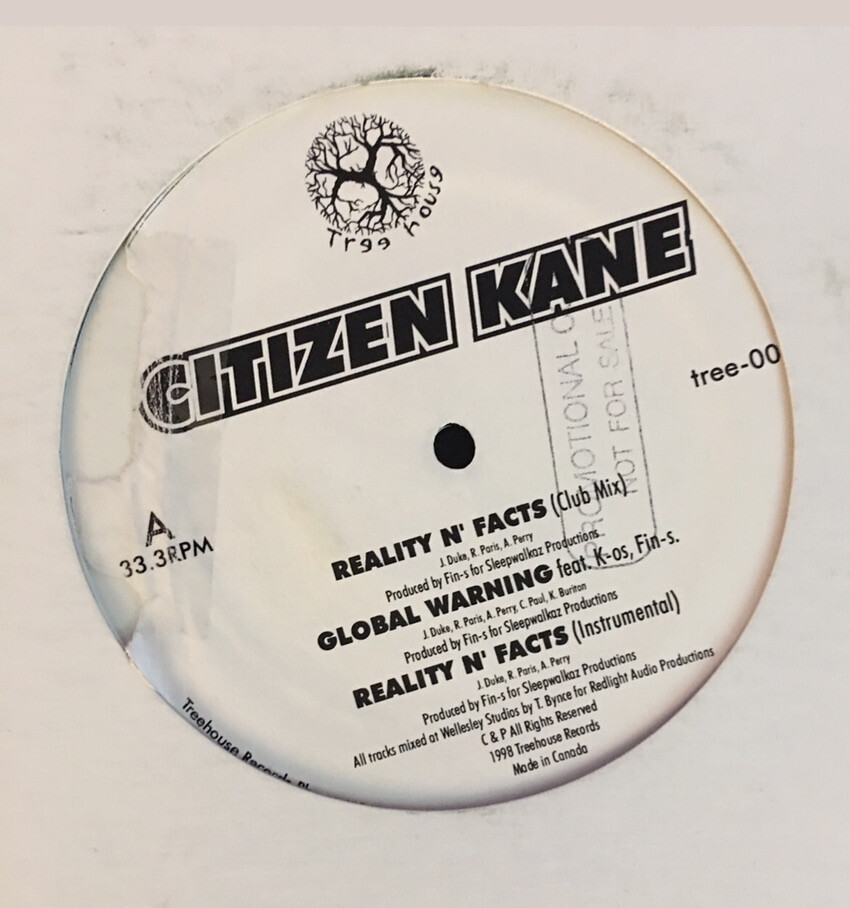 Tree House
CITIZEN KANE
tree-00
PROMOTIONAL O
NOT FOR SALE
A
33.3RPM
REALITY N' FACTS (Club Mix)
J. Duke, R. Paris, A. Perry
Produced by Fin-s for Sleepwalkaz Productions
GLOBAL WARNING feat. K-os, Fin-s.
J. Duke, R. Paris, A. Perry, C. Paul, K. Buriton
Produced by Fin-s for Sleepwalkaz Productions
REALITY N' FACTS (Instrumental)
J. Duke, R. Paris, A. Perry
Produced by Fin-s for Sleepwalkaz Productions
All tracks mixed at Wellesley Studios by T. Bynce for Redlight Audio Productions
C & P All Rights Reserved
1998 Treehouse Records
Made in Canada
Treehouse Records